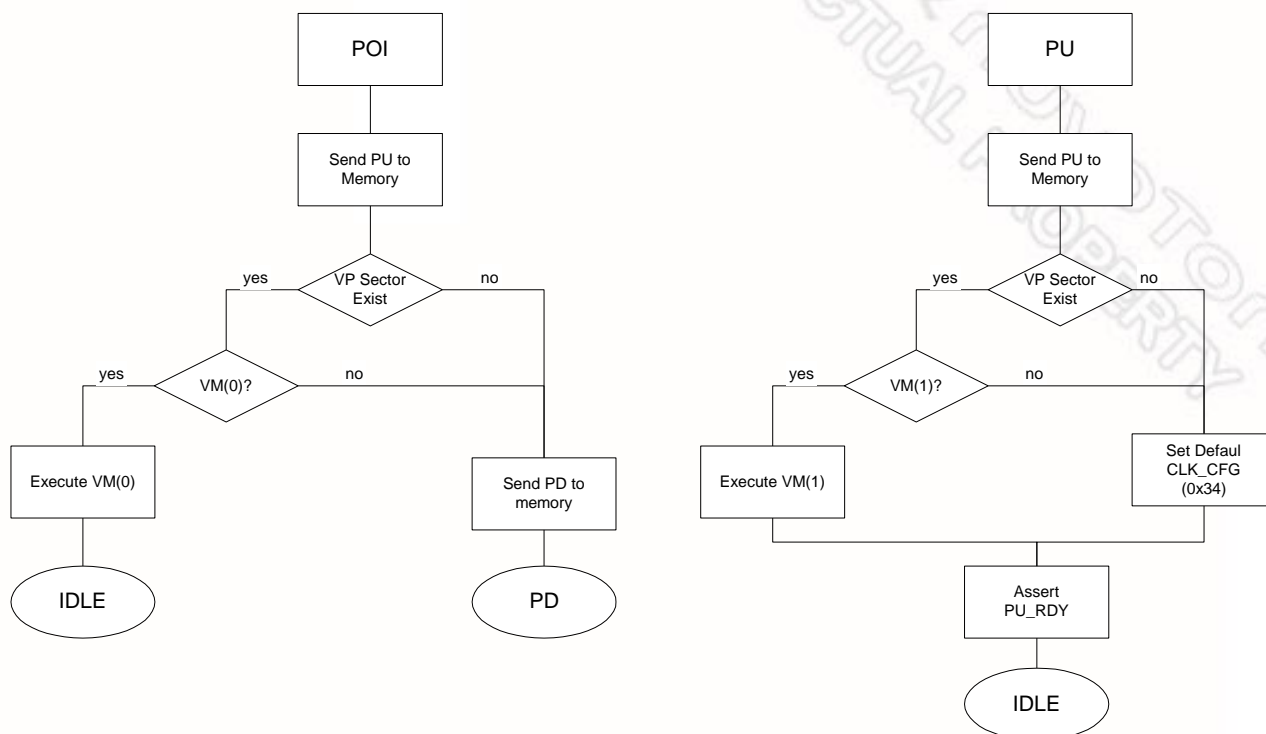 POI
Send PU to
Memory
VP Sector
Exist
yes
no
VM(0)?
yes
no
Execute VM(0)
Send PD to
memory
IDLE
PD
PU
Send PU to
Memory
VP Sector
Exist
yes
no
VM(1)?
yes
no
Execute VM(1)
Set Defaul
CLK_CFG
(0x34)
Assert
PU_RDY
IDLE
PROPERTY